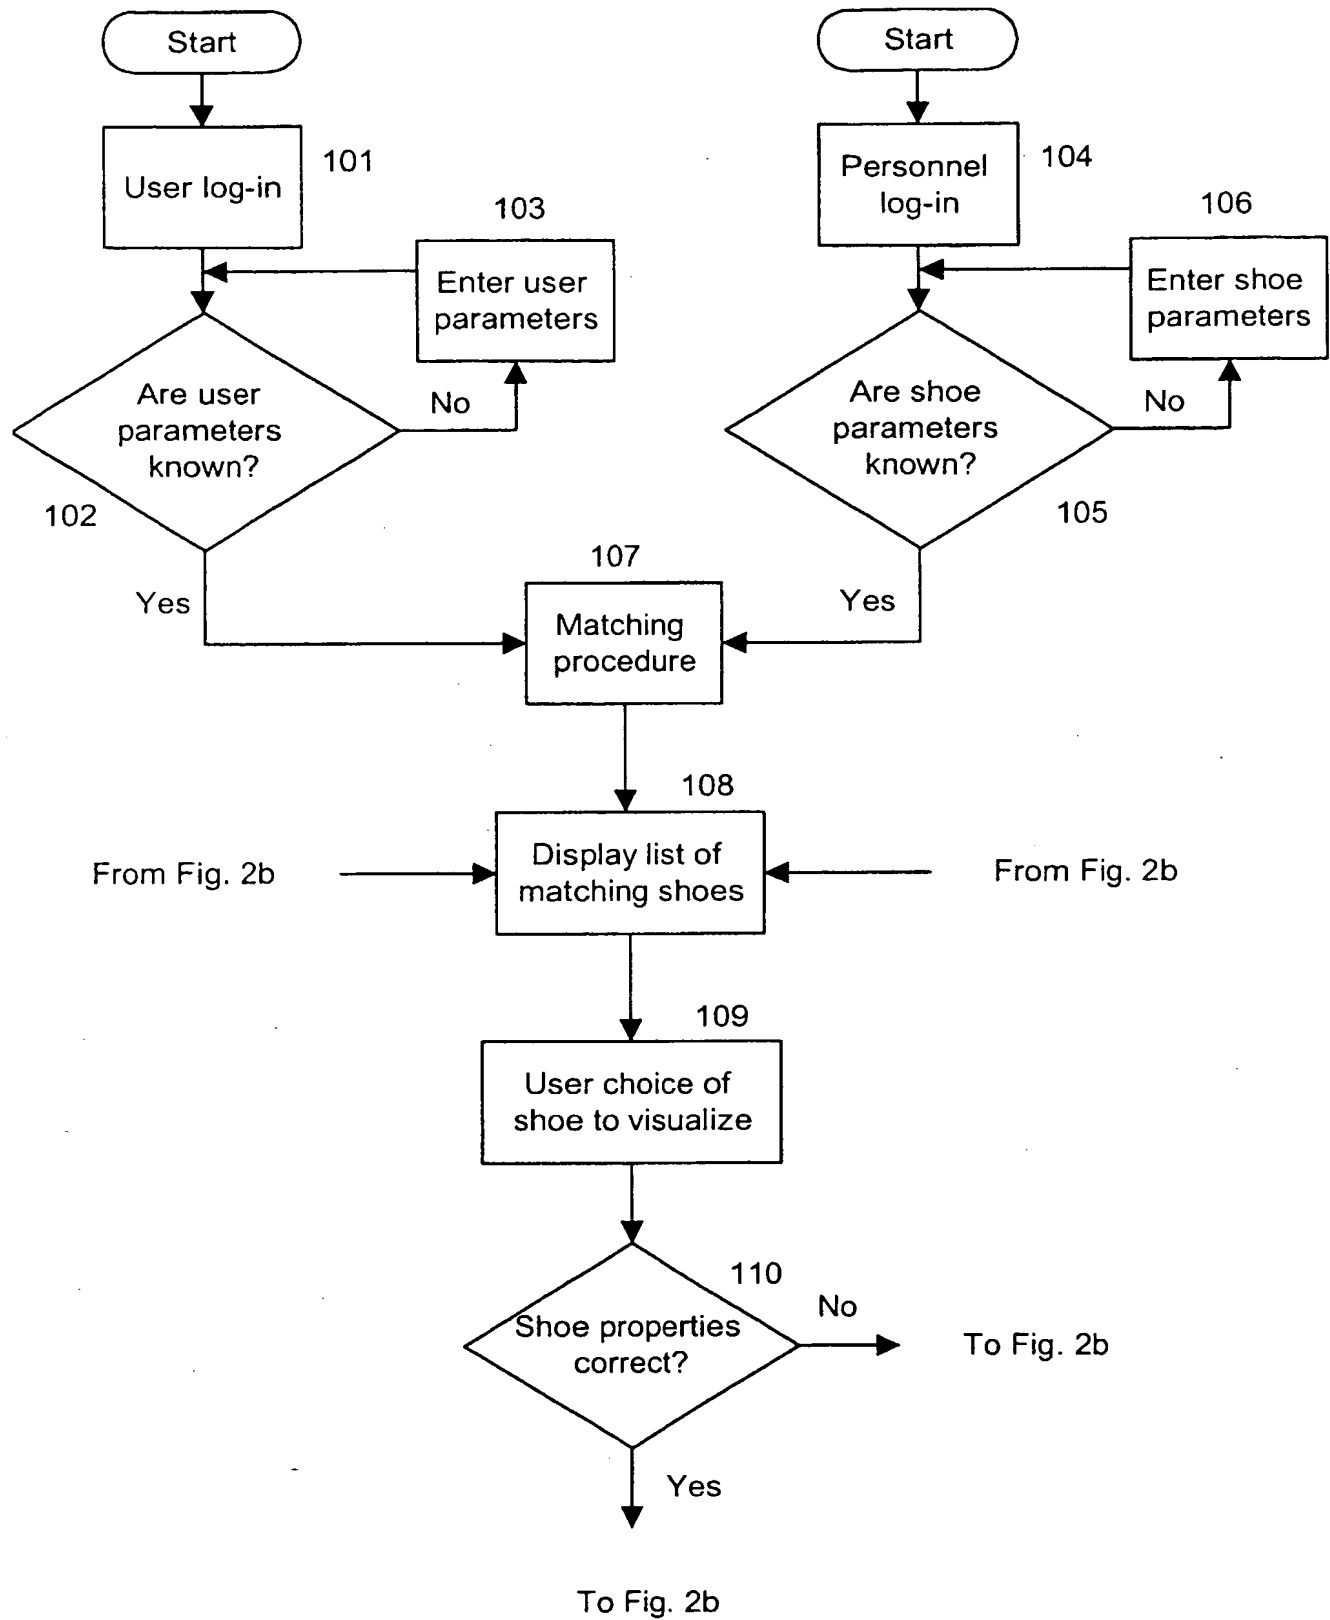 Start
Start
User log-in
101
Personnel
log-in
104
103
106
Enter user
parameters
Enter shoe
parameters
Are user
parameters
known?
No
Are shoe
parameters
known?
No
102
105
107
Yes
Yes
Matching
procedure
108
From Fig. 2b
Display list of
matching shoes
From Fig. 2b
109
User choice of
shoe to visualize
110
No
Shoe properties
correct?
To Fig. 2b
Yes
To Fig. 2b